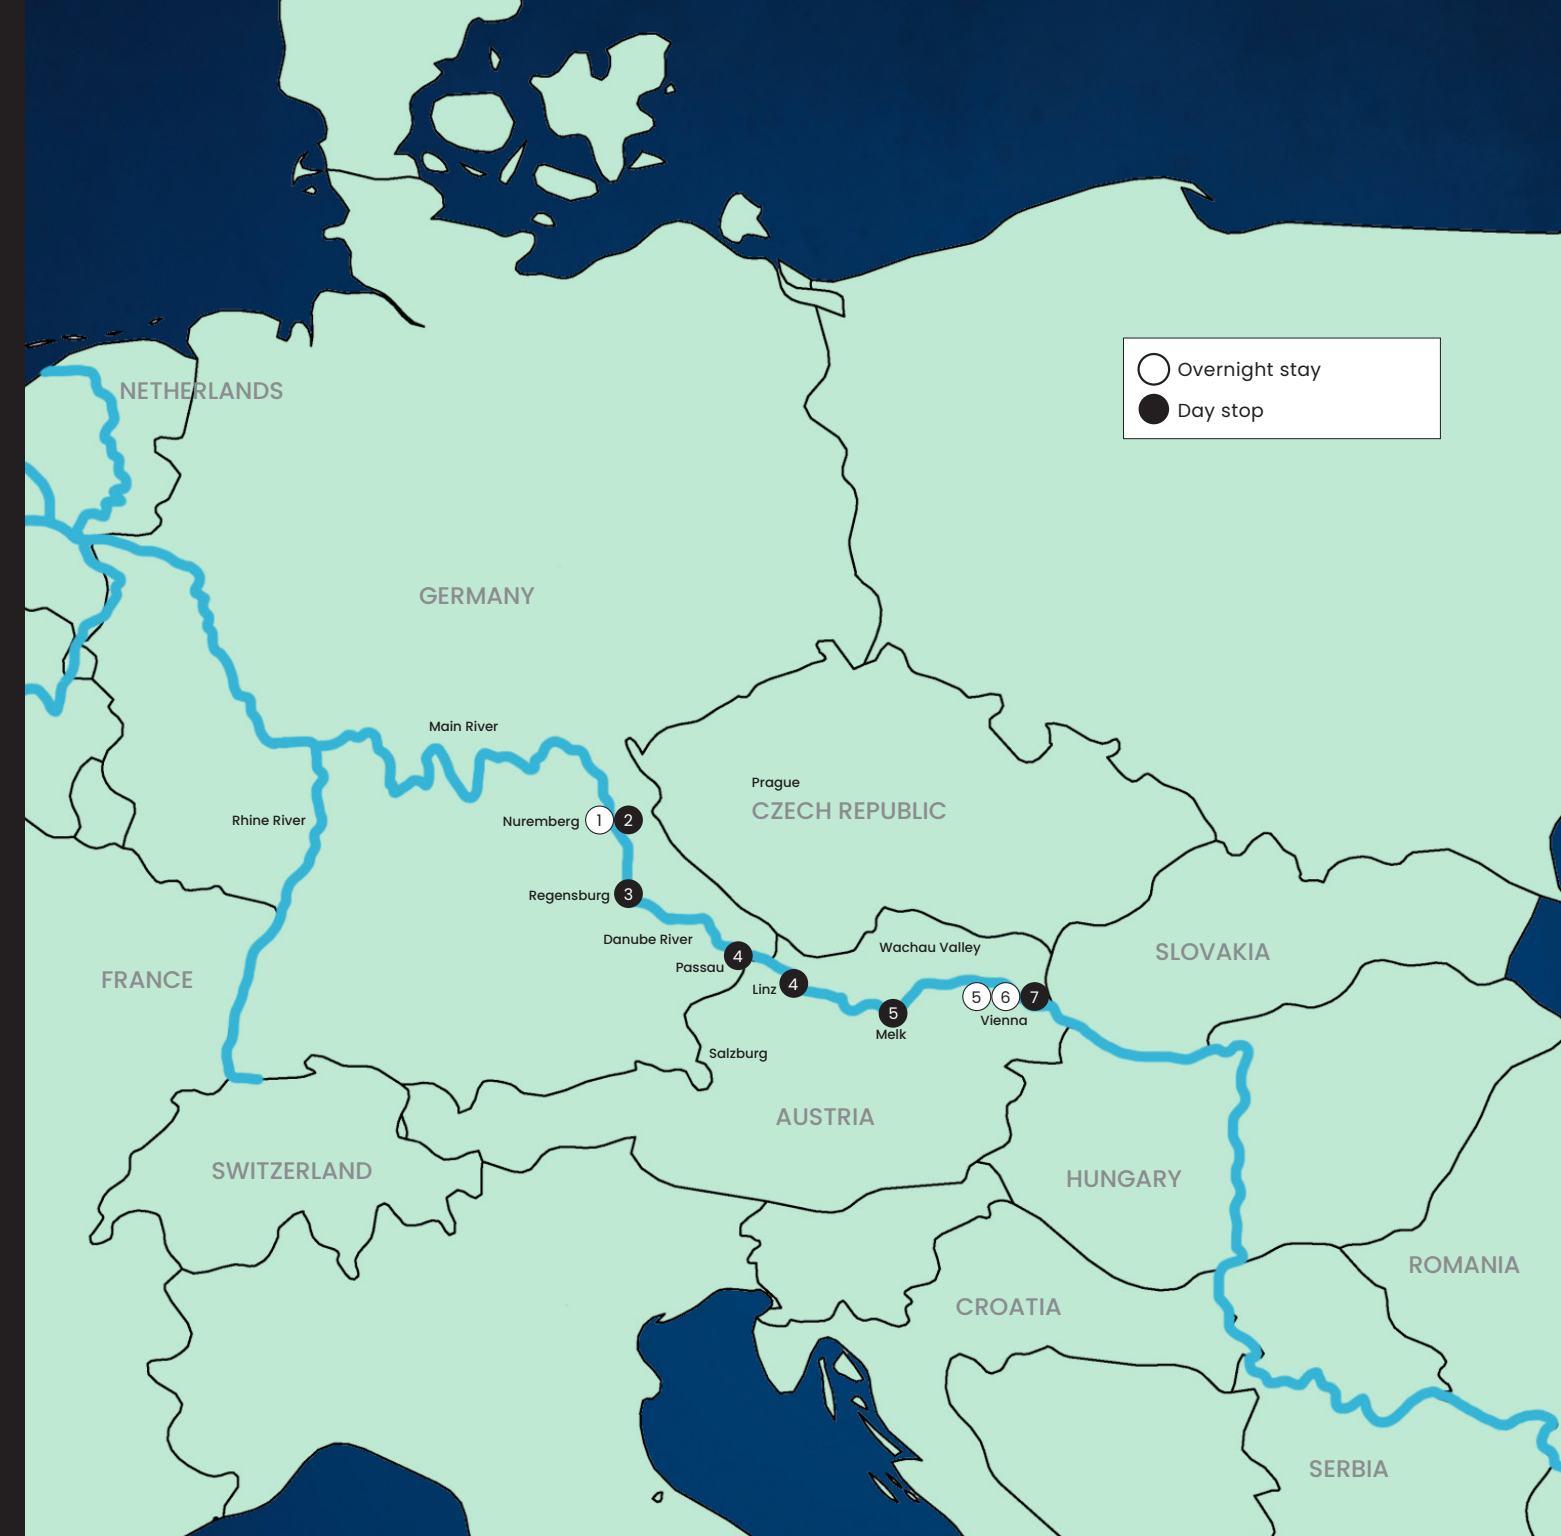 Overnight stay
Day stop
NETHERLANDS
GERMANY
Main River
Prague
CZECH REPUBLIC
Rhine River
Nuremberg 1 2
Regensburg 3
Danube River
Wachau Valley
SLOVAKIA
4
Passau
FRANCE
Linz 4
5 6 7
Vienna
5
Melk
Salzburg
AUSTRIA
SWITZERLAND
HUNGARY
ROMANIA
CROATIA
SERBIA